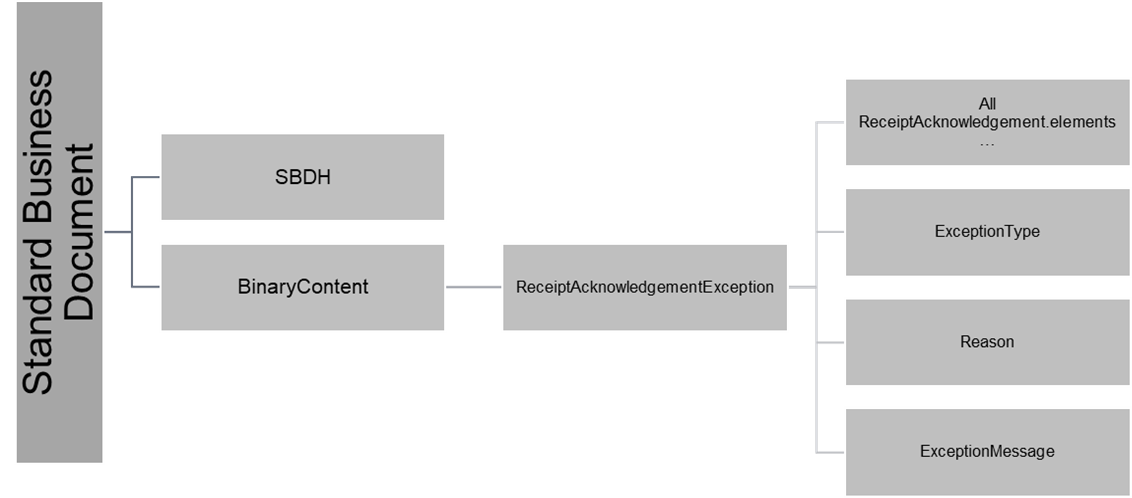 Standard Business
Document
SBDH
BinaryContent
ReceiptAcknowledgementException
All
ReceiptAcknowledgement.elements
...
ExceptionType
Reason
ExceptionMessage